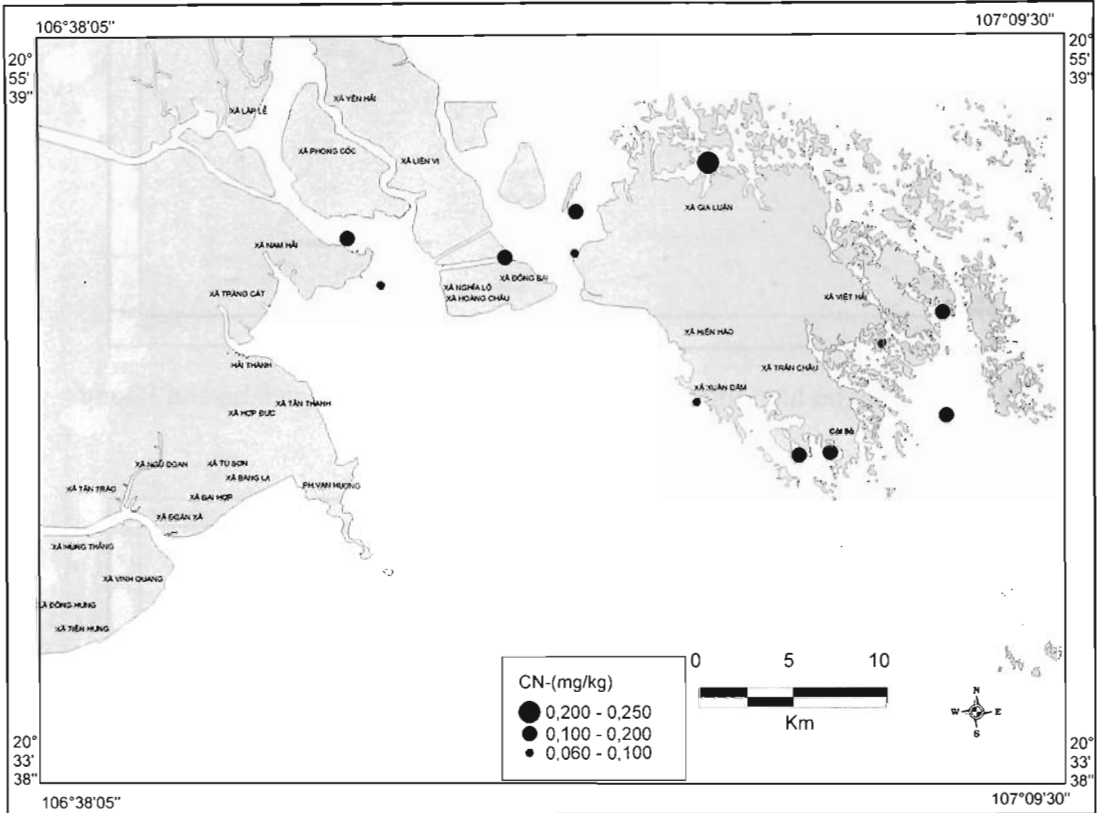 106°38'05"
107°09'30"
20°
55'
39"
20°
55'
39"
XÃ LẬP LỄ
XÃ YÊN HẢI
XÃ PHONG CỐC
XÃ LIÊN VỊ
XÃ GIA LUẬN
XÃ NAM HẢI
XÃ ĐỒNG BÀI
XÃ NGHĨA LỘ
XÃ HOÀNG CHÂU
XÃ TRÀNG CÁT
XÃ VIỆT HẢI
XÃ HIỀN HÀO
HẢI THÀNH
XÃ TRÂN CHÂU
XÃ XUÂN ĐÁM
XÃ TÂN THÀNH
XÃ HỢP ĐỨC
Cát Bà
XÃ NGŨ ĐOAN
XÃ TÚ SƠN
XÃ BÀNG LA
XÃ TÂN TRÀO
XÃ ĐẠI HỢP
PH.VẠN HƯƠNG
XÃ ĐOÀN XÁ
XÃ HÙNG THẮNG
XÃ VINH QUANG
XÃ ĐÔNG HƯNG
XÃ TIÊN HƯNG
CN-(mg/kg)
0,200 - 0,250
0,100 - 0,200
0,060 - 0,100
0 5 10
Km
N
W E
S
20°
33'
38"
20°
33'
38"
106°38'05"
107°09'30"